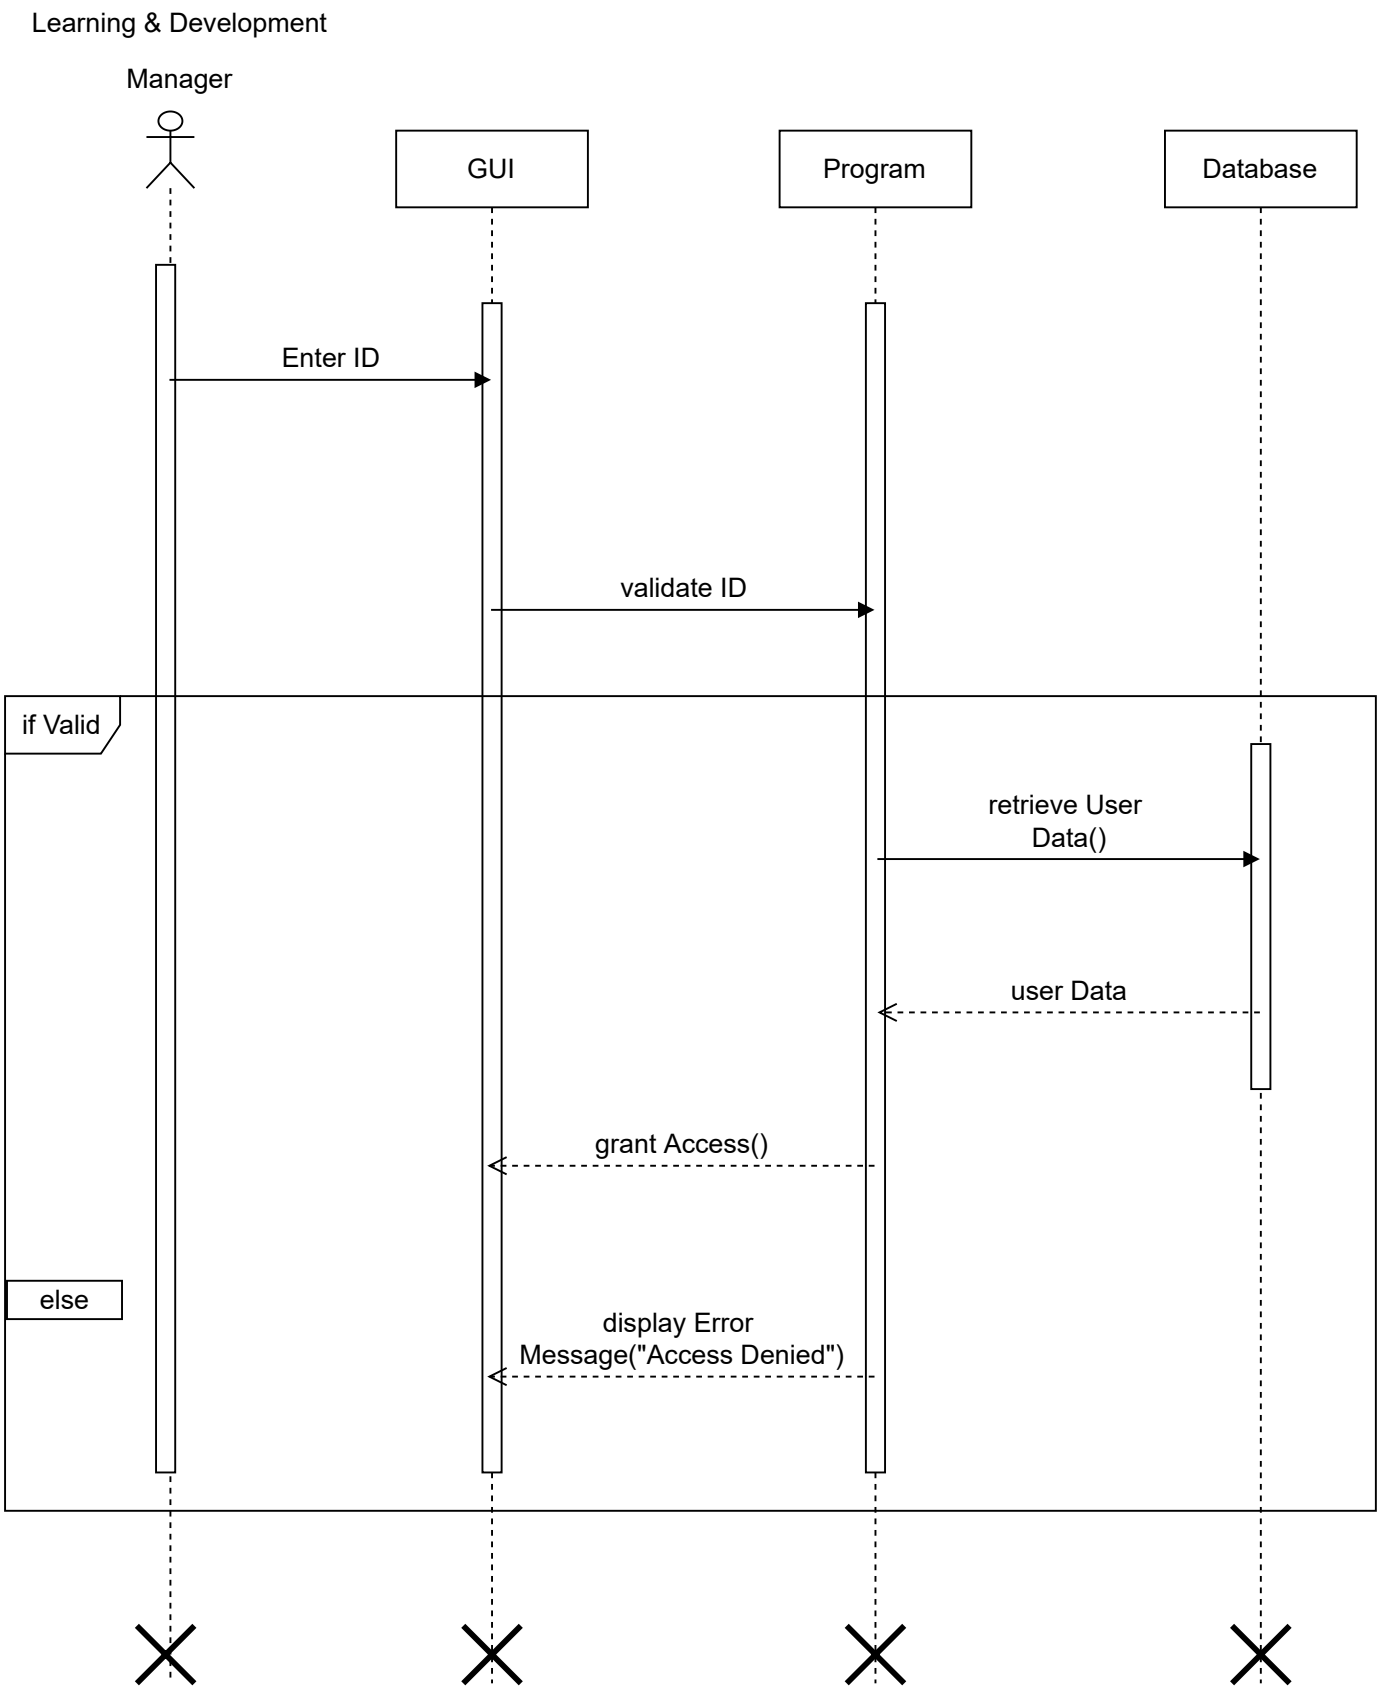 Learning & Development
Manager
GUI
Program
Database
Enter ID
validate ID
if Valid
retrieve User
Data()
user Data
grant Access()
else
display Error
Message("Access Denied")